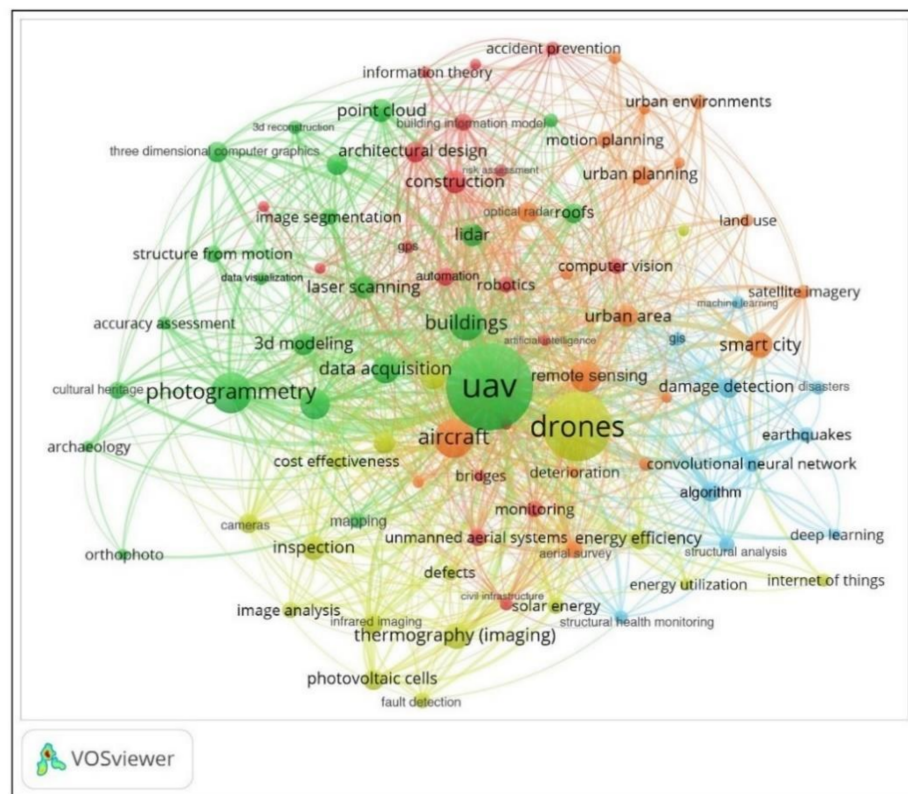 accident prevention
information theory
urban environments
point cloud
3d reconstruction
building information model
motion planning
three dimensional computer graphics
architectural design
risk assessment
construction
urban planning
image segmentation
optical radar
roofs
land use
lidar
structure from motion
gps
data visualization
laser scanning
automation
robotics
computer vision
satellite imagery
machine learning
accuracy assessment
buildings
urban area
3d modeling
artificial intelligence
gis
smart city
data acquisition
uav
remote sensing
cultural heritage
photogrammetry
damage detection
disasters
drones
aircraft
archaeology
earthquakes
cost effectiveness
bridges
deterioration
convolutional neural network
algorithm
monitoring
cameras
mapping
unmanned aerial systems
energy efficiency
deep learning
orthophoto
inspection
aerial survey
structural analysis
defects
energy utilization
internet of things
civil infrastructure
solar energy
image analysis
infrared imaging
structural health monitoring
thermography (imaging)
photovoltaic cells
fault detection
VOSviewer